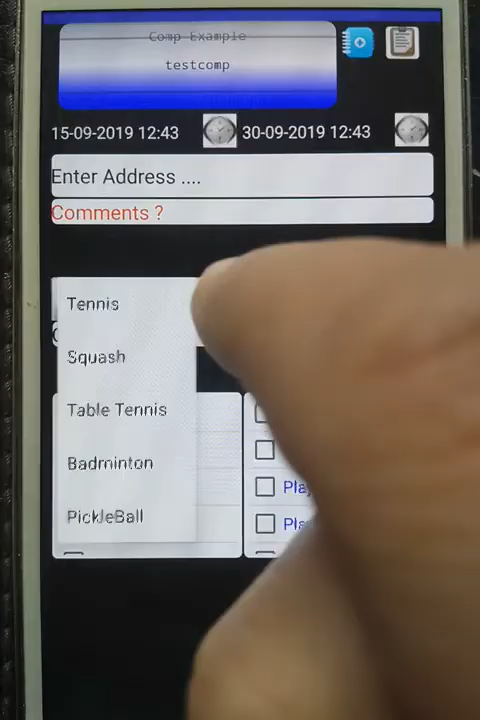 Comp Example
testcomp
15-09-2019 12:43
30-09-2019 12:43
Enter Address ....
Comments ?
Tennis
Squash
Table Tennis
Badminton
PickleBall